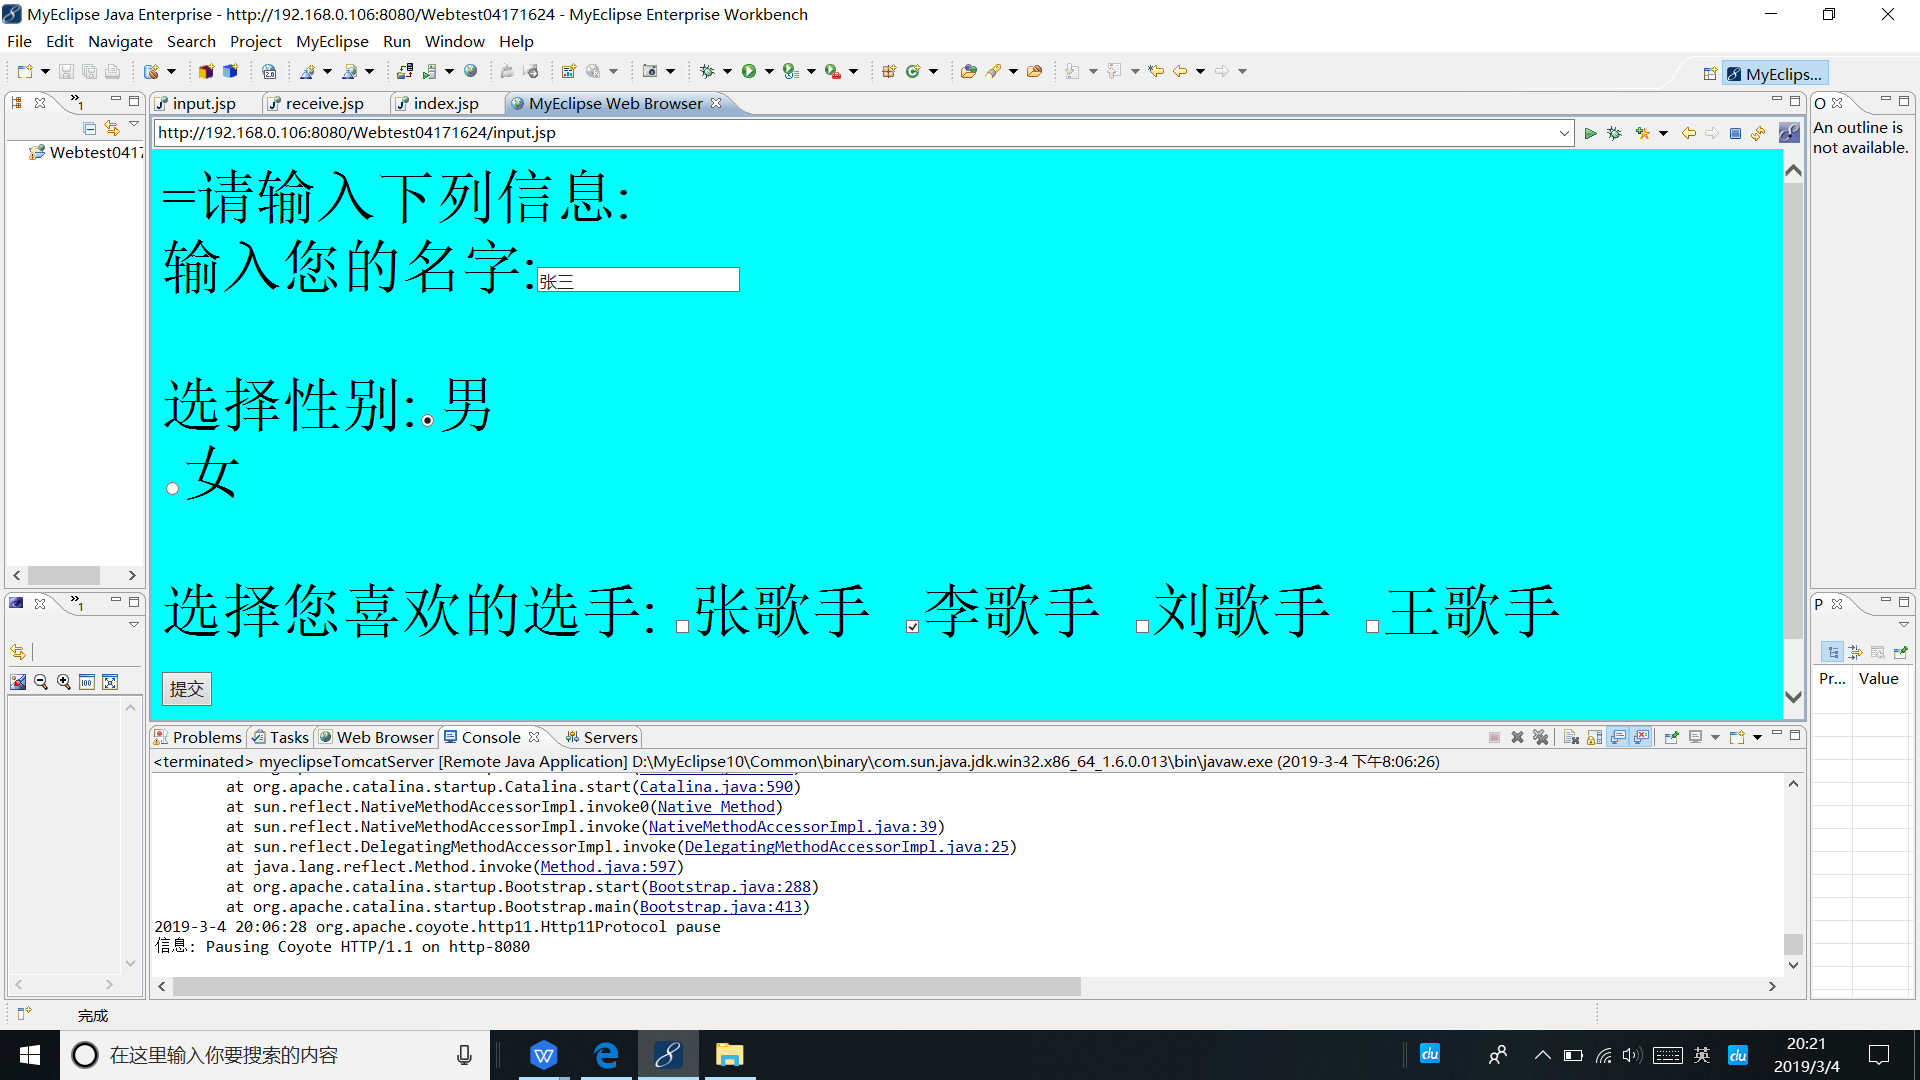 MyEclipse Java Enterprise - http://192.168.0.106:8080/Webtest04171624 - MyEclipse Enterprise Workbench
File Edit Navigate Search Project MyEclipse Run Window Help
MyEclips...
input.jsp receive.jsp index.jsp MyEclipse Web Browser
http://192.168.0.106:8080/Webtest04171624/input.jsp
Webtest041
O
An outline is
not available.
=请输入下列信息:
输入您的名字:张三
选择性别:男
女
选择您喜欢的选手: 张歌手 李歌手 刘歌手 王歌手
提交
P
Pr... Value
Problems Tasks Web Browser Console Servers
<terminated> myeclipseTomcatServer [Remote Java Application] D:\MyEclipse10\Common\binary\com.sun.java.jdk.win32.x86_64_1.6.0.013\bin\javaw.exe (2019-3-4 下午8:06:26)
at org.apache.catalina.startup.Catalina.start(Catalina.java:590)
at sun.reflect.NativeMethodAccessorImpl.invoke0(Native Method)
at sun.reflect.NativeMethodAccessorImpl.invoke(NativeMethodAccessorImpl.java:39)
at sun.reflect.DelegatingMethodAccessorImpl.invoke(DelegatingMethodAccessorImpl.java:25)
at java.lang.reflect.Method.invoke(Method.java:597)
at org.apache.catalina.startup.Bootstrap.start(Bootstrap.java:288)
at org.apache.catalina.startup.Bootstrap.main(Bootstrap.java:413)
2019-3-4 20:06:28 org.apache.coyote.http11.Http11Protocol pause
信息: Pausing Coyote HTTP/1.1 on http-8080
完成
在这里输入你要搜索的内容
du
英
du
20:21
2019/3/4